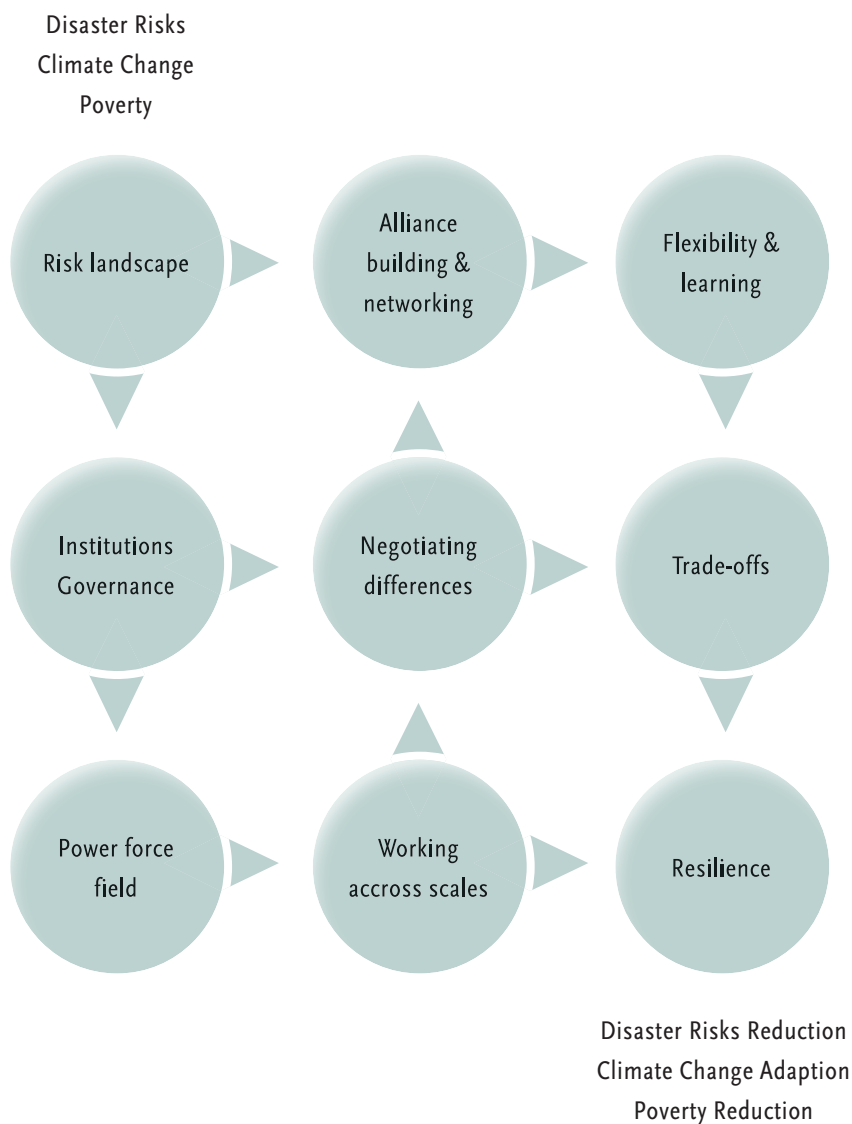 Disaster Risks
Climate Change
Poverty
Risk landscape
Alliance
building &
networking
Flexibility &
learning
Institutions
Governance
Negotiating
differences
Trade-offs
Power force
field
Working
accross scales
Resilience
Disaster Risks Reduction
Climate Change Adaption
Poverty Reduction